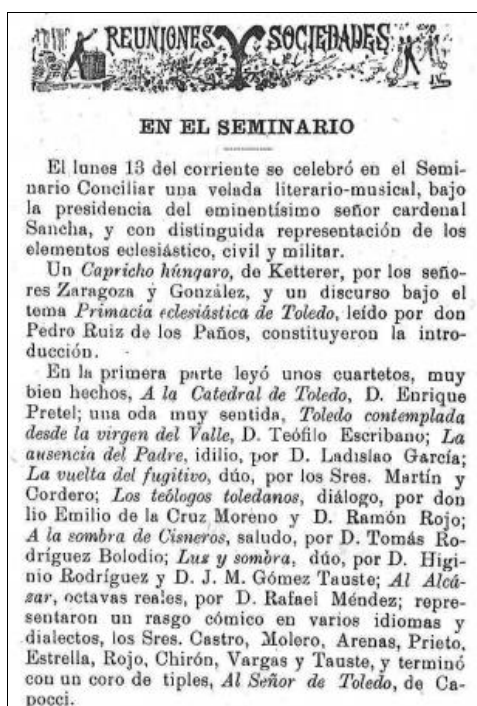 REUNIONES Y SOCIEDADES
EN EL SEMINARIO
El lunes 13 del corriente se celebró en el Semi-
nario Conciliar una velada literario-musical, bajo
la presidencia del eminentísimo señor cardenal
Sancha, y con distinguida representación de los
elementos eclesiástico, civil y militar.
Un Capricho húngaro, de Ketterer, por los seño-
res Zaragoza y González, y un discurso bajo el
tema Primacía eclesiástica de Toledo, leído por don
Pedro Ruiz de los Paños, constituyeron la intro-
ducción.
En la primera parte leyó unos cuartetos, muy
bien hechos, A la Catedral de Toledo, D. Enrique
Pretel; una oda muy sentida, Toledo contemplada
desde la virgen del Valle, D. Teófilo Escribano; La
ausencia del Padre, idilio, por D. Ladislao García;
La vuelta del fugitivo, dúo, por los Sres. Martín y
Cordero; Los teólogos toledanos, diálogo, por don
lio Emilio de la Cruz Moreno y D. Ramón Rojo;
A la sombra de Cisneros, saludo, por D. Tomás Ro-
dríguez Bolodio; Luz y sombra, dúo, por D. Higi-
nio Rodríguez y D. J. M. Gómez Tauste; Al Alcá-
zar, octavas reales, por D. Rafael Méndez; repre-
sentaron un rasgo cómico en varios idiomas y
dialectos, los Sres. Castro, Molero, Arenas, Prieto,
Estrella, Rojo, Chirón, Vargas y Tauste, y terminó
con un coro de tiples, Al Señor de Toledo, de Ca-
pocci.